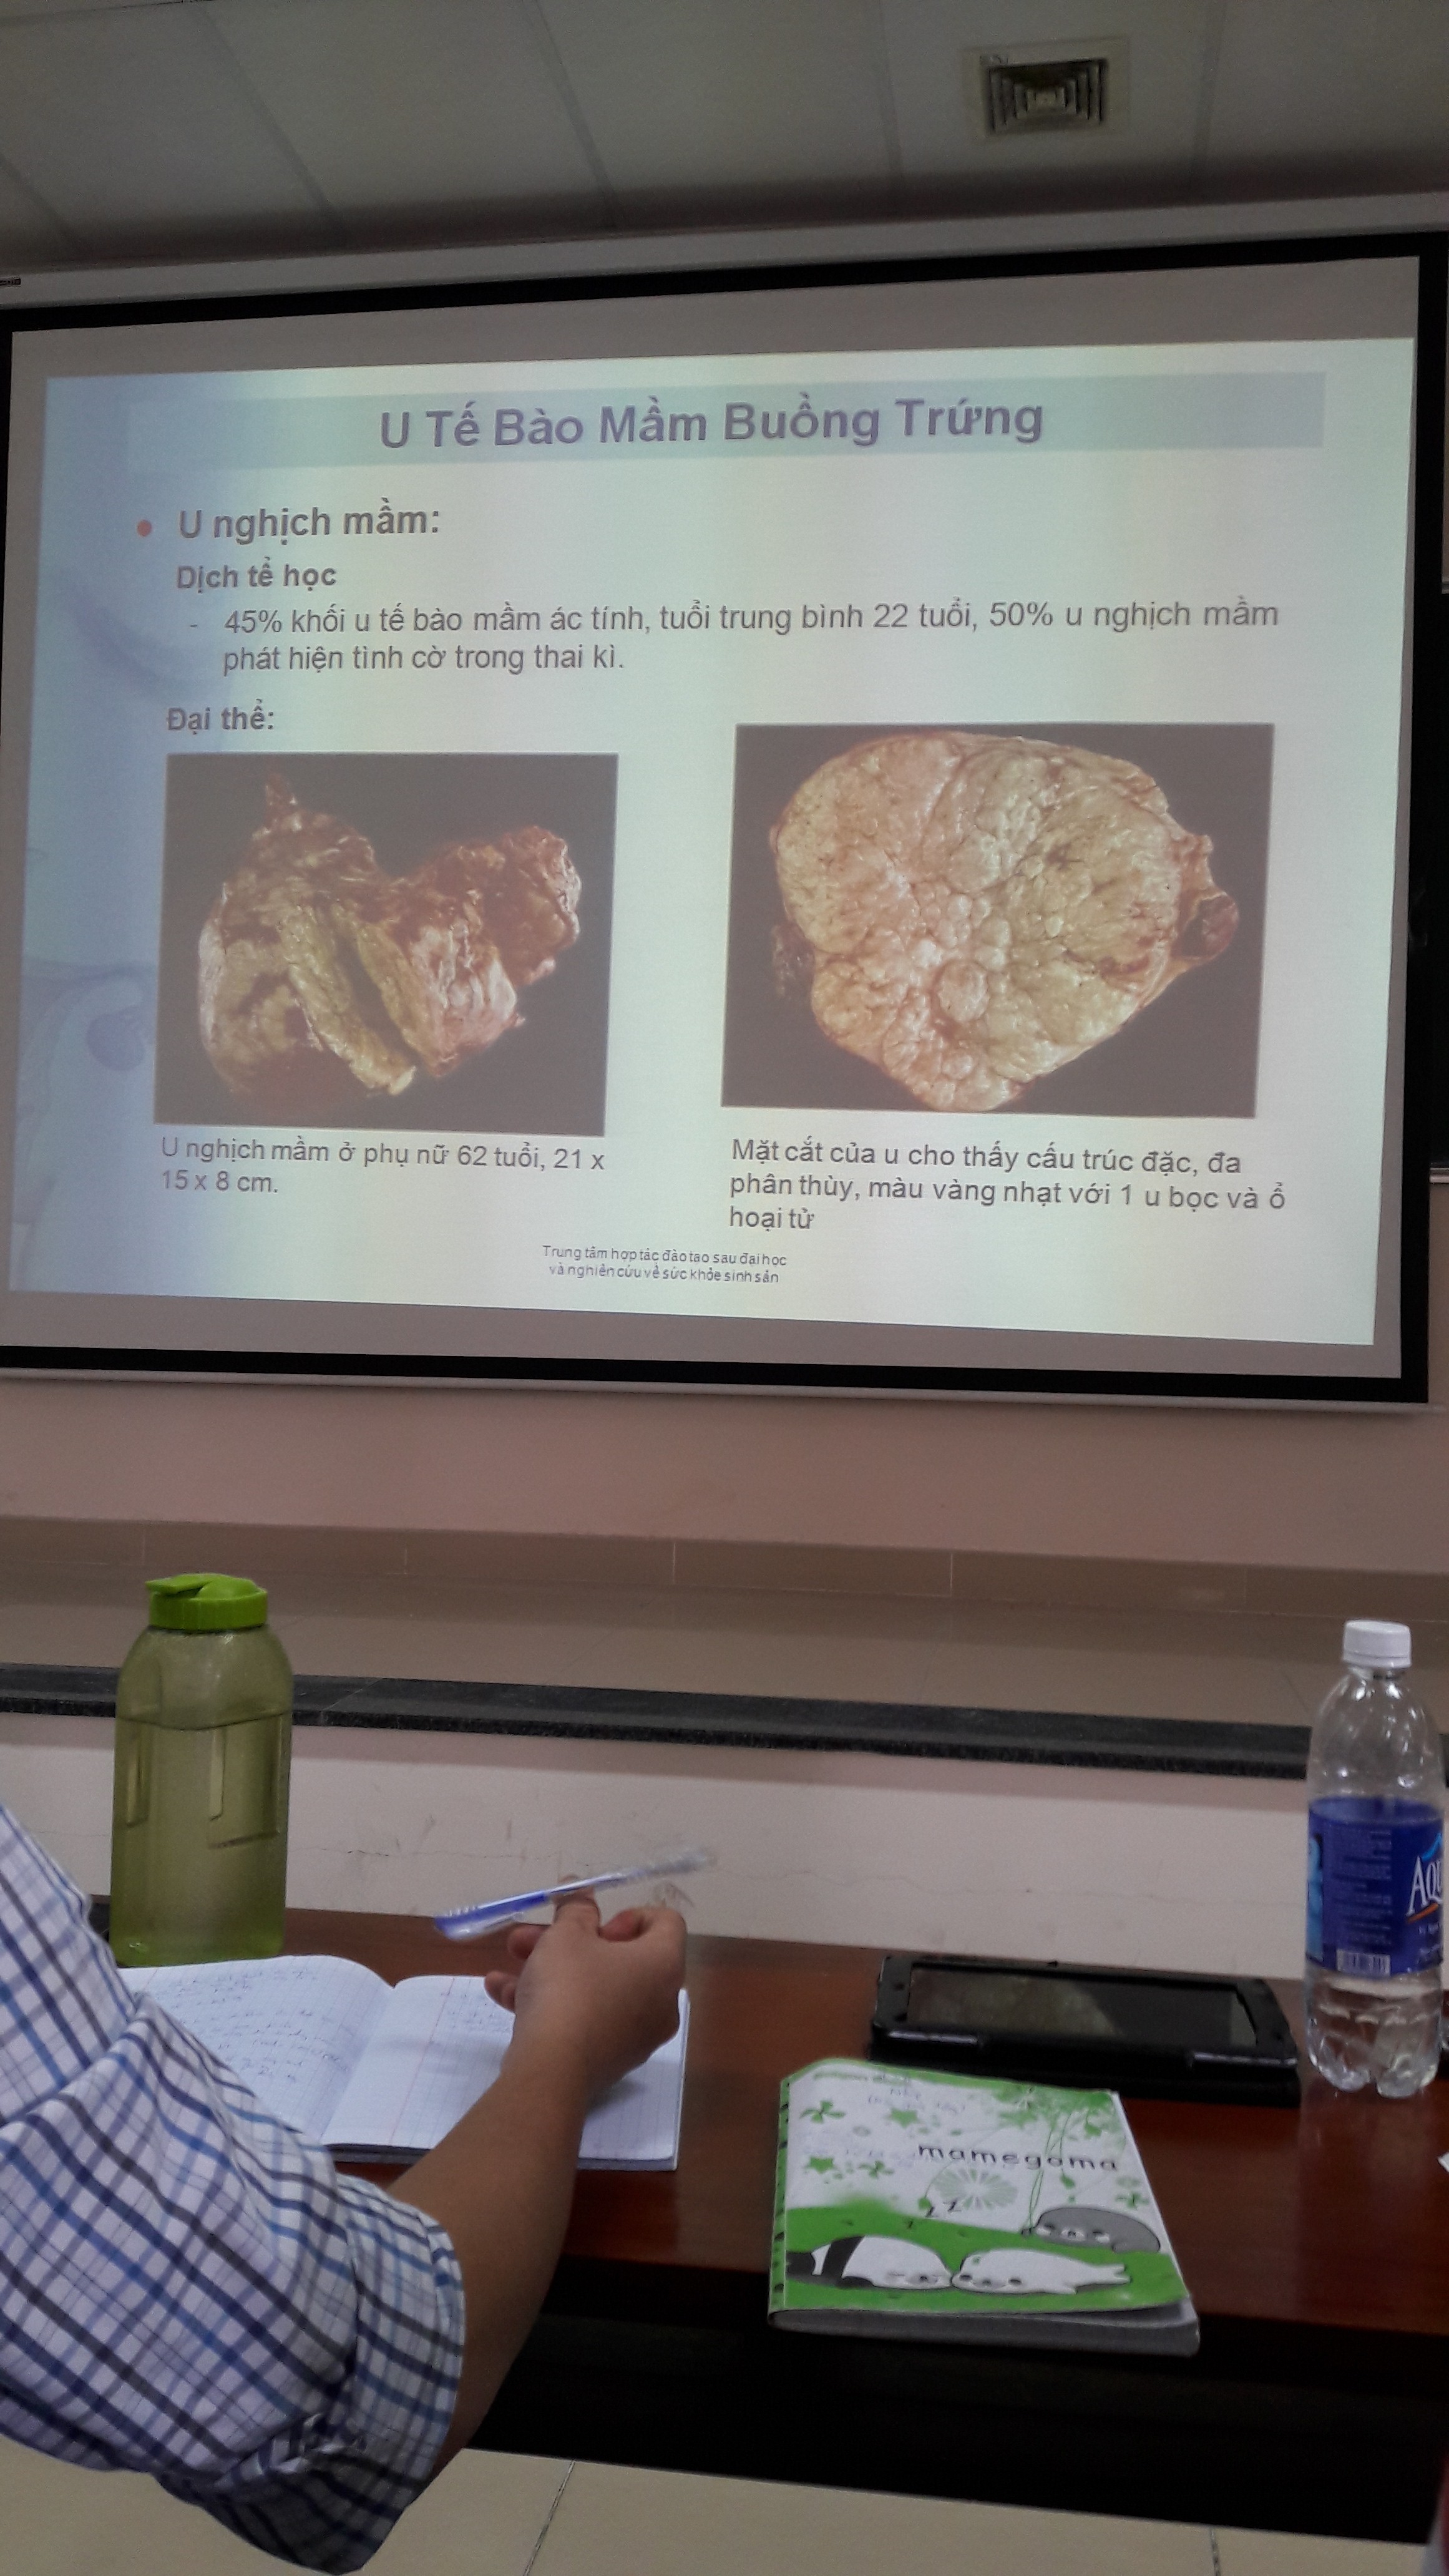 U Tế Bào Mầm Buồng Trứng
U nghịch mầm:
Dịch tể học
- 45% khối u tế bào mầm ác tính, tuổi trung bình 22 tuổi, 50% u nghịch mầm
phát hiện tình cờ trong thai kì.
Đại thể:
U nghịch mầm ở phụ nữ 62 tuổi, 21 x
15 x 8 cm.
Mặt cắt của u cho thấy cấu trúc đặc, đa
phân thùy, màu vàng nhạt với 1 u bọc và ổ
hoại tử
Trung tâm hợp tác đào tạo sau đại học
và nghiên cứu về sức khỏe sinh sản
mamegoma
z z